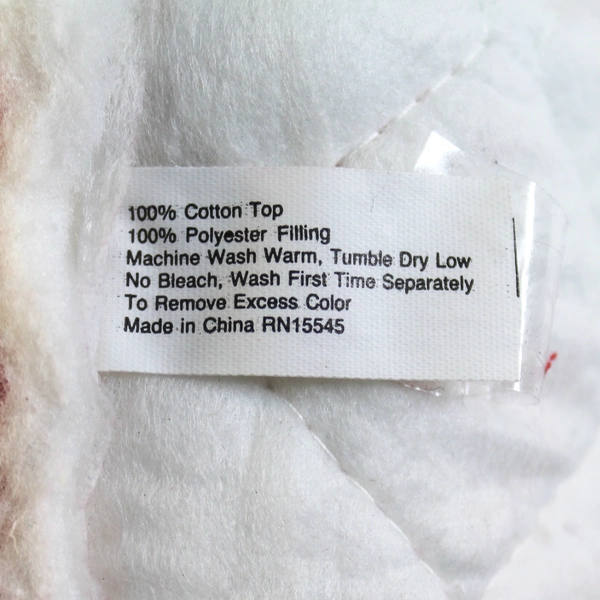 100% Cotton Top
100% Polyester Filling
Machine Wash Warm, Tumble Dry Low
No Bleach, Wash First Time Separately
To Remove Excess Color
Made in China RN15545